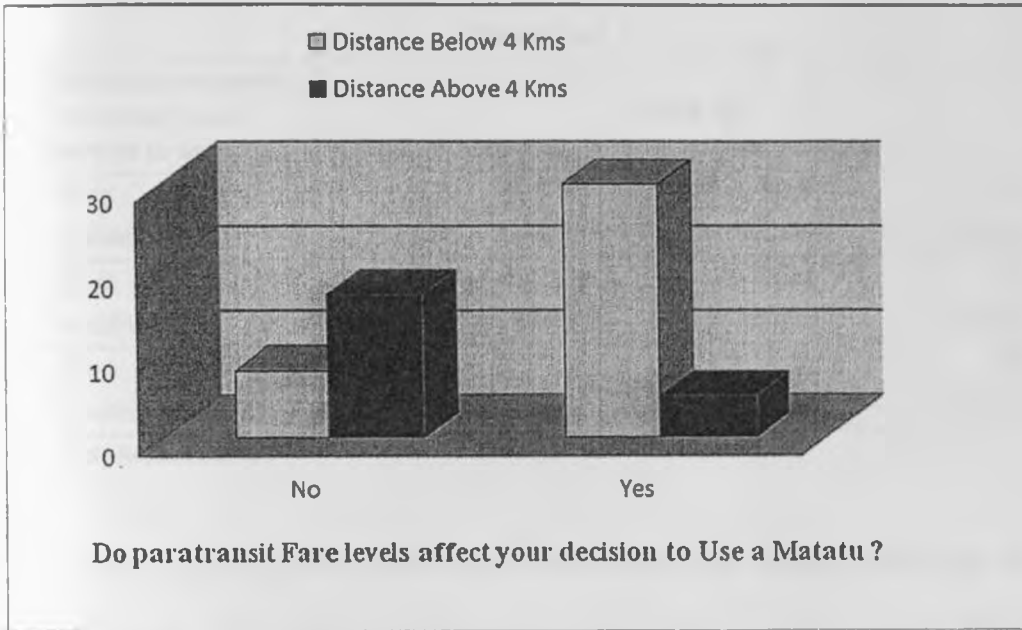 Distance Below 4 Kms
Distance Above 4 Kms
30
20
10
0
No Yes
Do paratransit Fare levels affect your decision to Use a Matatu ?